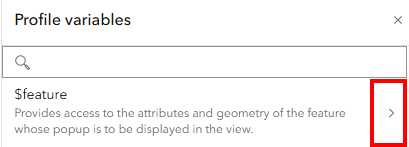 Profile variables
$feature
Provides access to the attributes and geometry of the feature
whose popup is to be displayed in the view.